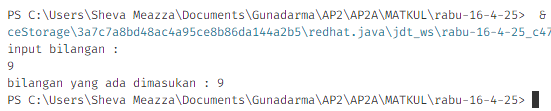 PS C:\Users\Sheva Meazza\Documents\Gunadarma\AP2\AP2A\MATKUL\rabu-16-4-25> &
ceStorage\3a7c7a8bd48ac4a95ce8b86da144a2b5\redhat.java\jdt_ws\rabu-16-4-25_c47
input bilangan :
9
bilangan yang ada dimasukan : 9
PS C:\Users\Sheva Meazza\Documents\Gunadarma\AP2\AP2A\MATKUL\rabu-16-4-25>